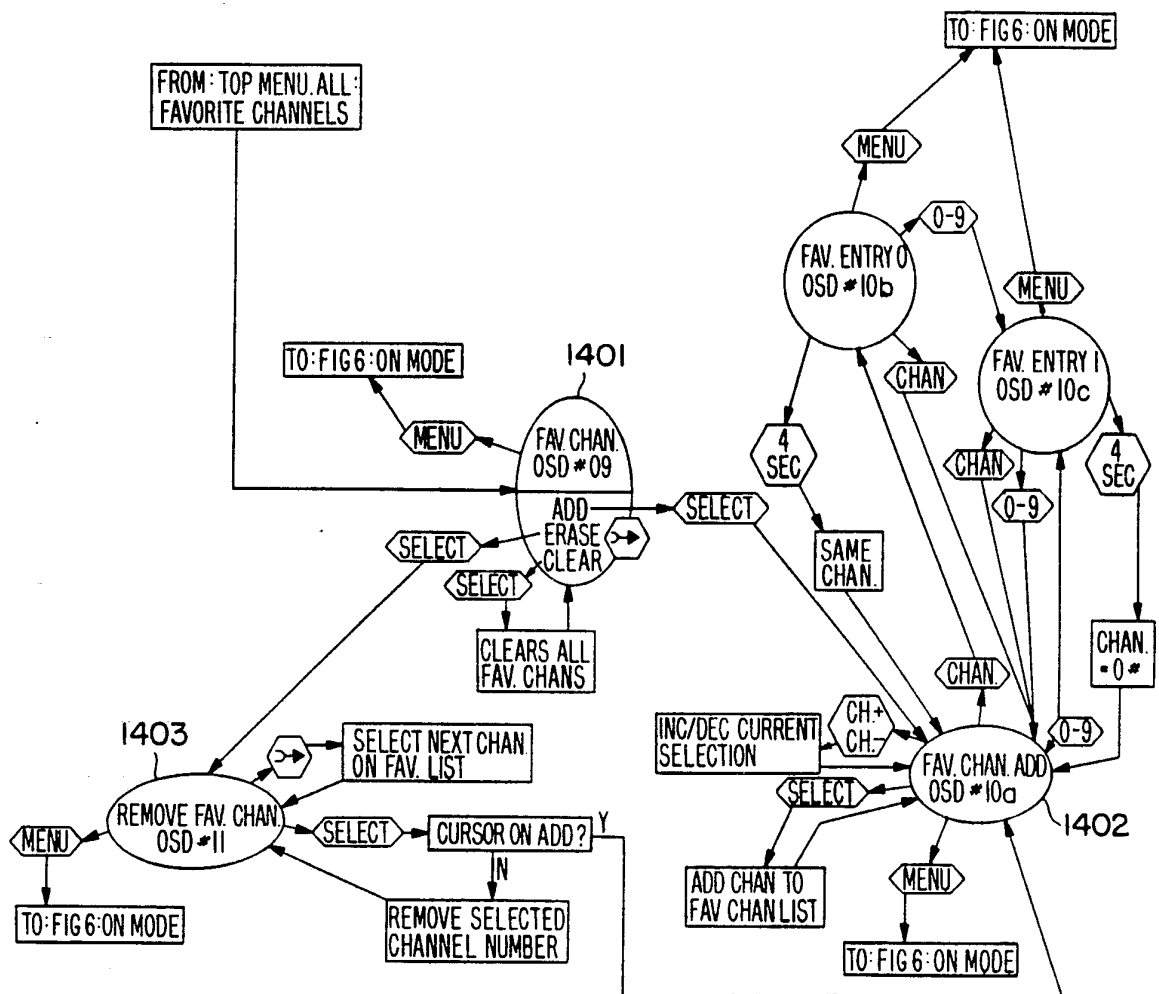 TO:FIG 6:ON MODE
FROM:TOP MENU.ALL:
FAVORITE CHANNELS
MENU
0-9
FAV. ENTRY 0
OSD #10b
MENU
1401
TO:FIG 6:ON MODE
CHAN
FAV. ENTRY 1
OSD #10c
MENU
FAV. CHAN.
OSD #09
4
SEC
CHAN
4
SEC
0-9
ADD
ERASE
CLEAR
SELECT
SELECT
SELECT
SAME
CHAN.
CLEARS ALL
FAV. CHANS
CHAN.
"0"
CHAN.
1403
SELECT NEXT CHAN.
ON FAV. LIST
INC/DEC CURRENT
SELECTION
CH.+
CH.-
0-9
FAV. CHAN. ADD
OSD #10a
REMOVE FAV. CHAN.
OSD #11
SELECT
1402
MENU
SELECT
CURSOR ON ADD?
Y
N
ADD CHAN TO
FAV CHAN LIST
MENU
TO:FIG 6:ON MODE
REMOVE SELECTED
CHANNEL NUMBER
TO:FIG 6:ON MODE